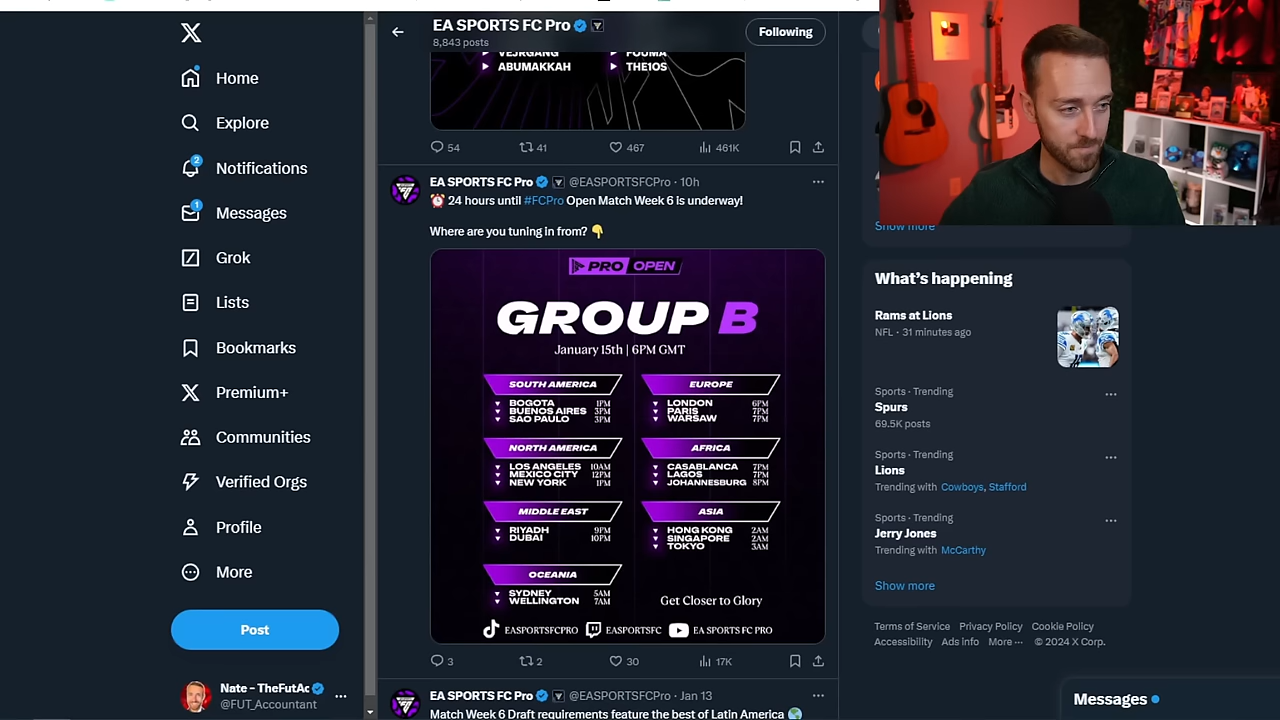 Home
Explore
2
Notifications
1
Messages
Grok
Lists
Bookmarks
Premium+
Communities
Verified Orgs
Profile
More
Post
Nate - TheFutAc
@FUT_Accountant
EA SPORTS FC Pro
8,843 posts
Following
VEJRGANG
FOUMA
ABUMAKKAH
THE10S
54
41
467
461K
EA SPORTS FC Pro @EASPORTSFCPro · 10h
24 hours until #FCPro Open Match Week 6 is underway!
Where are you tuning in from?
PRO OPEN
GROUP B
January 15th | 6PM GMT
SOUTH AMERICA
BOGOTA 1PM
BUENOS AIRES 3PM
SAO PAULO 3PM
EUROPE
LONDON 6PM
PARIS 7PM
WARSAW 7PM
NORTH AMERICA
LOS ANGELES 10AM
MEXICO CITY 12PM
NEW YORK 1PM
AFRICA
CASABLANCA 7PM
LAGOS 7PM
JOHANNESBURG 8PM
MIDDLE EAST
RIYADH 9PM
DUBAI 10PM
ASIA
HONG KONG 2AM
SINGAPORE 2AM
TOKYO 3AM
OCEANIA
SYDNEY 5AM
WELLINGTON 7AM
Get Closer to Glory
EASPORTSFCPRO
EASPORTSFC
EA SPORTS FC PRO
3
2
30
17K
EA SPORTS FC Pro @EASPORTSFCPro · Jan 13
Match Week 6 Draft requirements feature the best of Latin America
Show more
What's happening
Rams at Lions
NFL · 31 minutes ago
Sports · Trending
Spurs
69.5K posts
Sports · Trending
Lions
Trending with Cowboys, Stafford
Sports · Trending
Jerry Jones
Trending with McCarthy
Show more
Terms of Service Privacy Policy Cookie Policy
Accessibility Ads info More ··· © 2024 X Corp.
Messages